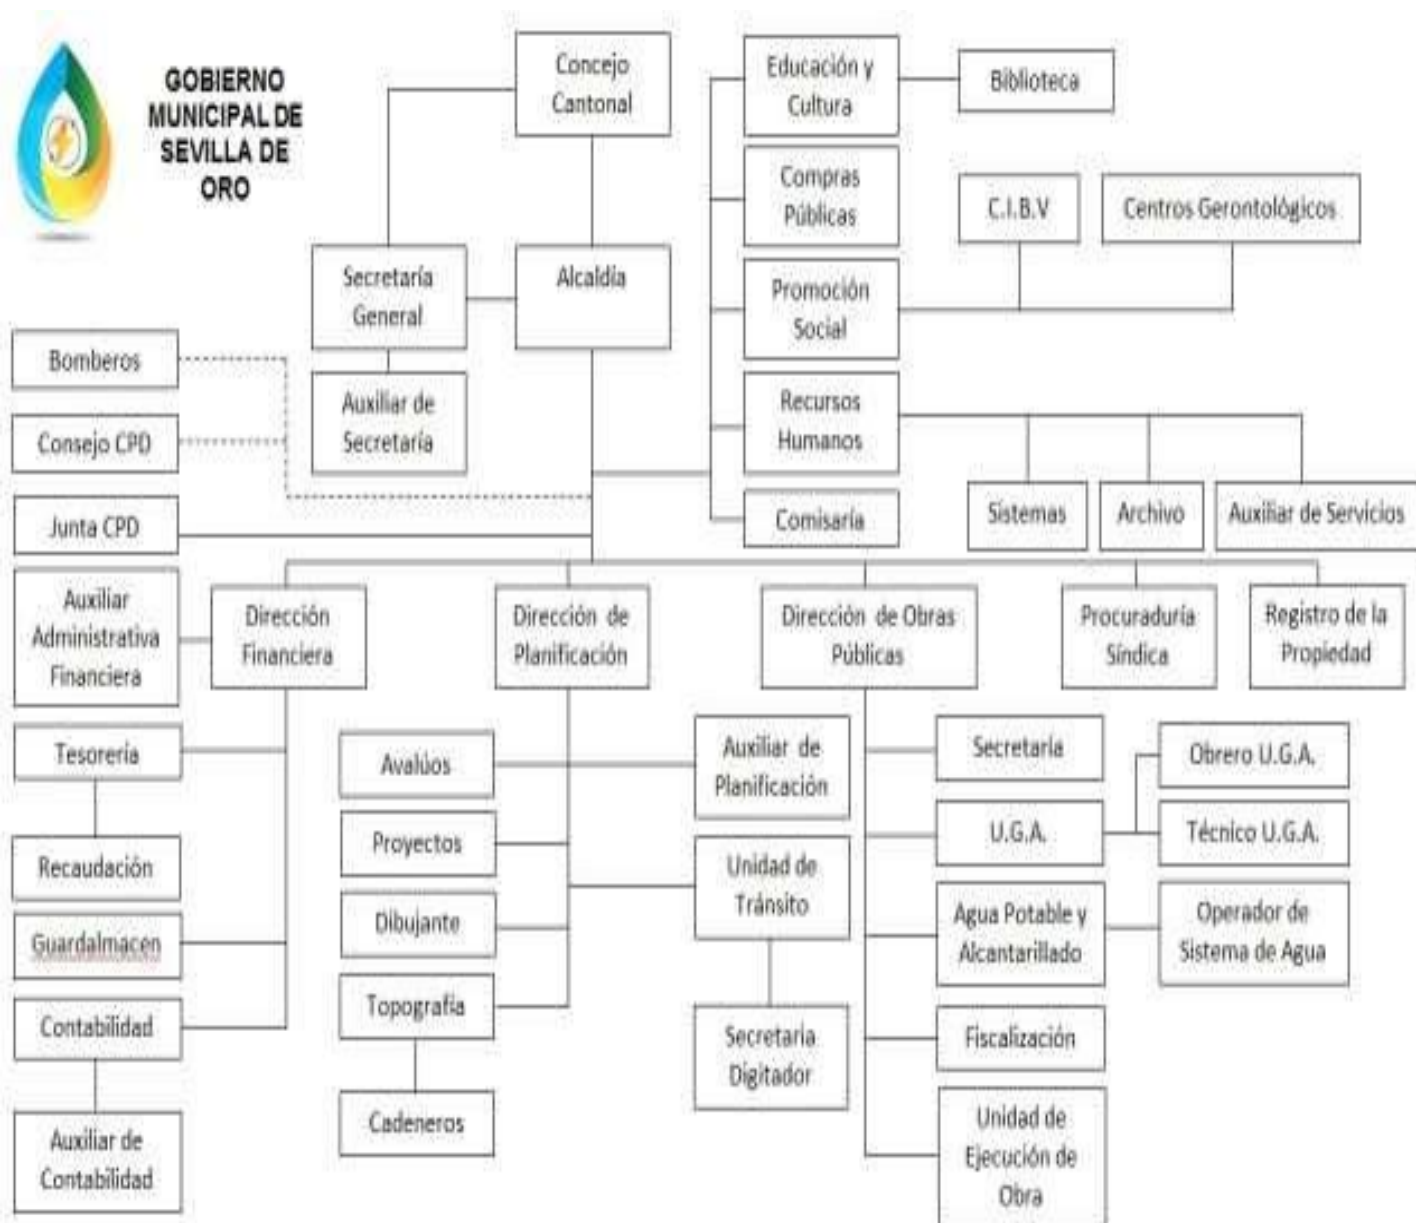 GOBIERNO
MUNICIPAL DE
SEVILLA DE
ORO
Concejo
Cantonal
Educación y
Cultura
Biblioteca
Compras
Públicas
C.I.B.V
Centros Gerontológicos
Secretaría
General
Alcaldía
Promoción
Social
Bomberos
Auxiliar de
Secretaría
Recursos
Humanos
Consejo CPD
Junta CPD
Comisaría
Sistemas
Archivo
Auxiliar de Servicios
Auxiliar
Administrativa
Financiera
Dirección
Financiera
Dirección de
Planificación
Dirección de Obras
Públicas
Procuraduría
Síndica
Registro de la
Propiedad
Tesorería
Avalúos
Auxiliar de
Planificación
Secretaría
Obrero U.G.A.
Recaudación
Proyectos
Unidad de
Tránsito
U.G.A.
Técnico U.G.A.
Guardalmacen
Dibujante
Agua Potable y
Alcantarillado
Operador de
Sistema de Agua
Contabilidad
Topografía
Secretaria
Digitador
Fiscalización
Auxiliar de
Contabilidad
Cadeneros
Unidad de
Ejecución de
Obra